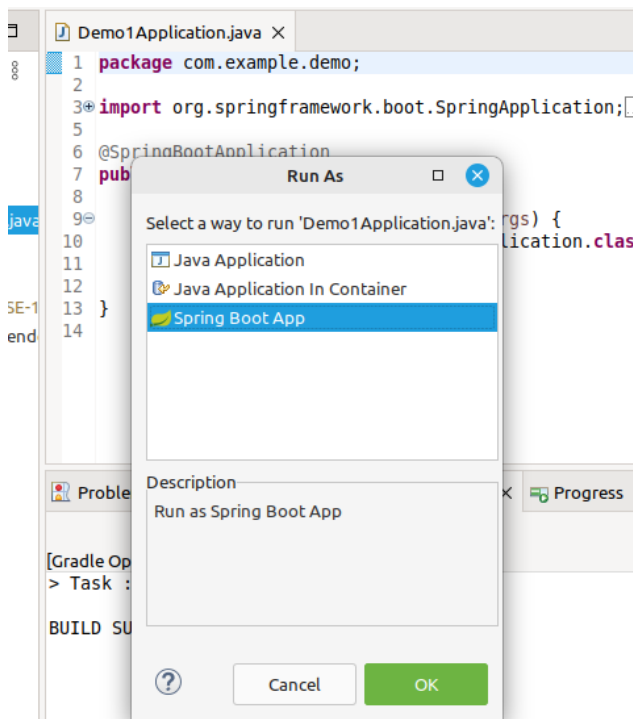 Demo1Application.java
1 package com.example.demo;
2
3 import org.springframework.boot.SpringApplication;
5
6 @SpringBootApplication
7 pub
8
java
9 rgs) {
10 lication.clas
11
12
SE-1
13 }
end
14
Run As
Select a way to run 'Demo1Application.java':
Java Application
Java Application In Container
Spring Boot App
Description
Run as Spring Boot App
Cancel
OK
Proble
Progress
[Gradle Op
> Task :
BUILD SU